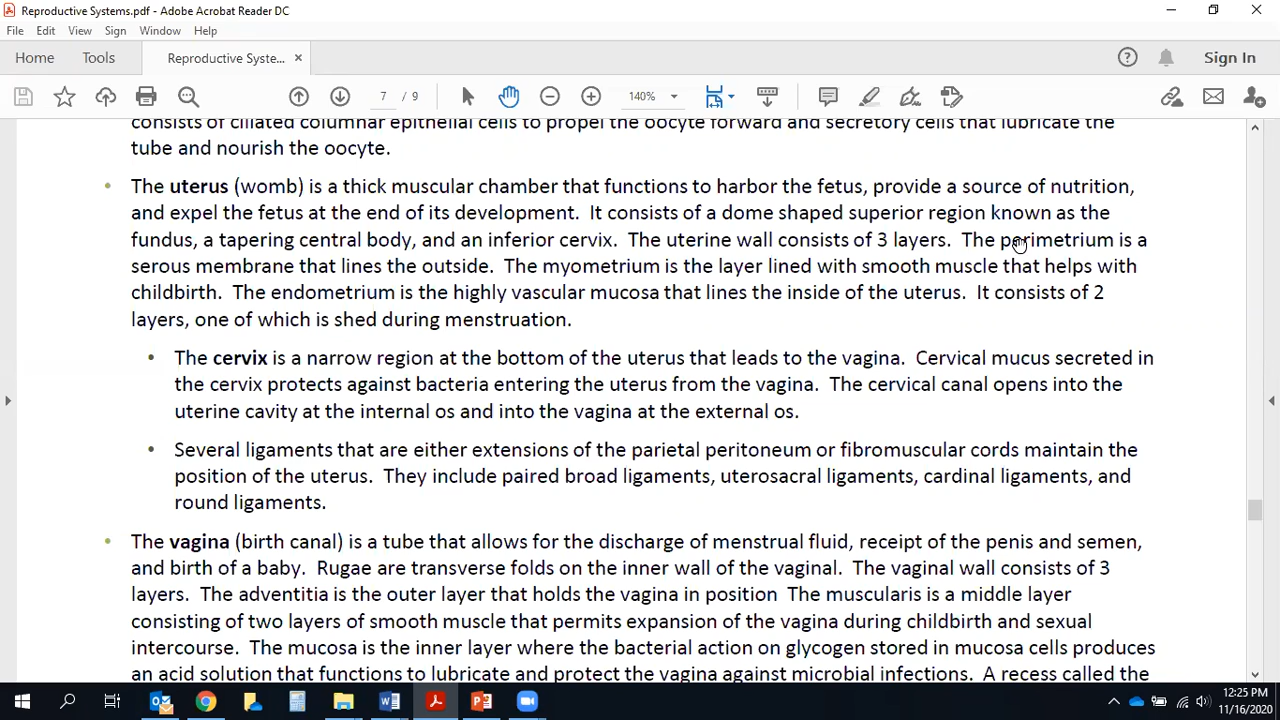 Reproductive Systems.pdf - Adobe Acrobat Reader DC
File Edit View Sign Window Help
Home Tools Reproductive Syste... × Sign In
7 / 9 140%
consists of ciliated columnar epithelial cells to propel the oocyte forward and secretory cells that lubricate the
tube and nourish the oocyte.
• The uterus (womb) is a thick muscular chamber that functions to harbor the fetus, provide a source of nutrition,
and expel the fetus at the end of its development. It consists of a dome shaped superior region known as the
fundus, a tapering central body, and an inferior cervix. The uterine wall consists of 3 layers. The perimetrium is a
serous membrane that lines the outside. The myometrium is the layer lined with smooth muscle that helps with
childbirth. The endometrium is the highly vascular mucosa that lines the inside of the uterus. It consists of 2
layers, one of which is shed during menstruation.
• The cervix is a narrow region at the bottom of the uterus that leads to the vagina. Cervical mucus secreted in
the cervix protects against bacteria entering the uterus from the vagina. The cervical canal opens into the
uterine cavity at the internal os and into the vagina at the external os.
• Several ligaments that are either extensions of the parietal peritoneum or fibromuscular cords maintain the
position of the uterus. They include paired broad ligaments, uterosacral ligaments, cardinal ligaments, and
round ligaments.
• The vagina (birth canal) is a tube that allows for the discharge of menstrual fluid, receipt of the penis and semen,
and birth of a baby. Rugae are transverse folds on the inner wall of the vaginal. The vaginal wall consists of 3
layers. The adventitia is the outer layer that holds the vagina in position The muscularis is a middle layer
consisting of two layers of smooth muscle that permits expansion of the vagina during childbirth and sexual
intercourse. The mucosa is the inner layer where the bacterial action on glycogen stored in mucosa cells produces
an acid solution that functions to lubricate and protect the vagina against microbial infections. A recess called the
12:25 PM
11/16/2020